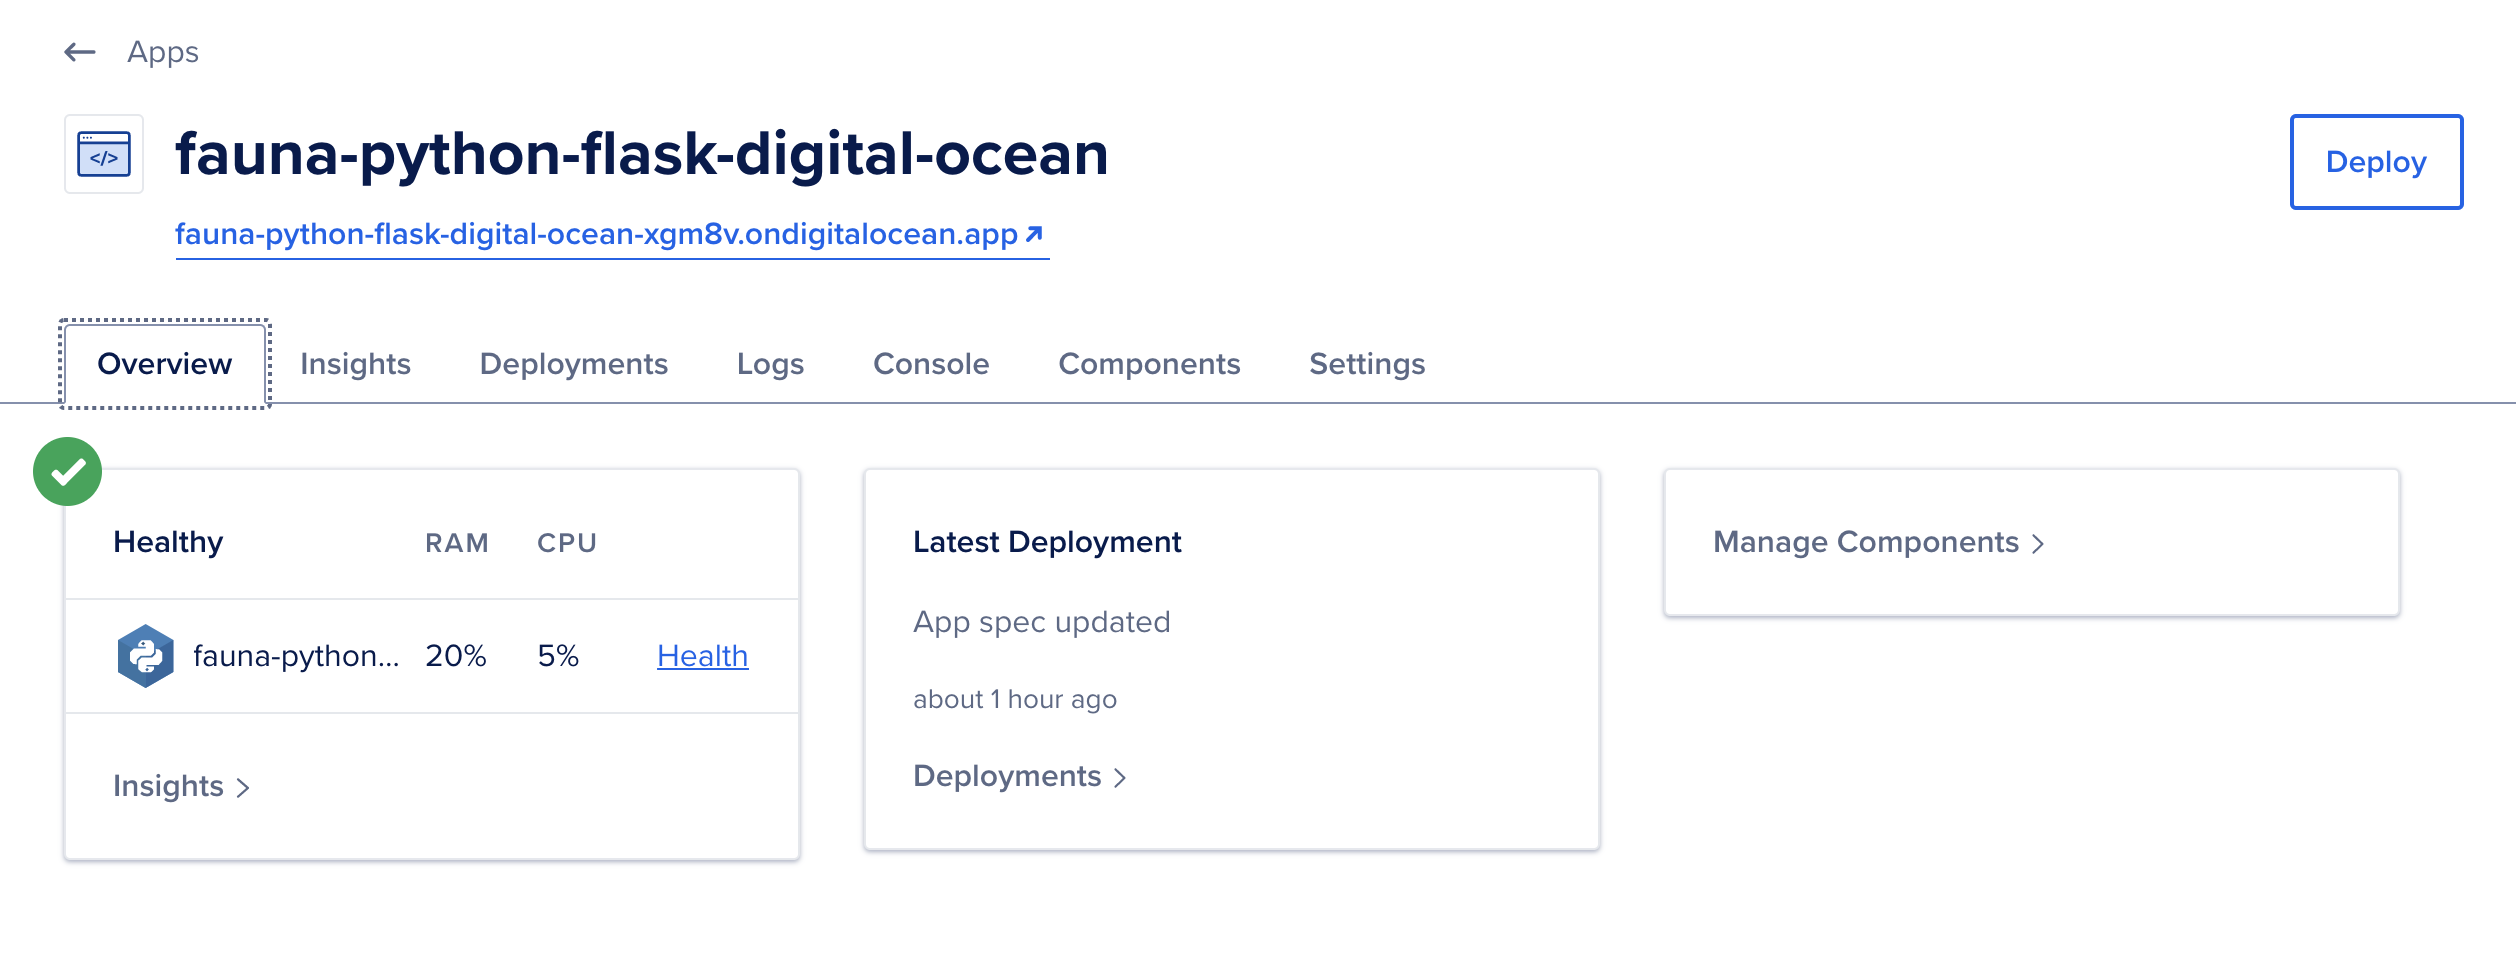 Apps
</>
fauna-python-flask-digital-ocean
Deploy
fauna-python-flask-digital-ocean-xgm8v.ondigitalocean.app
Overview Insights Deployments Logs Console Components Settings
Healthy RAM CPU
fauna-python... 20% 5% Health
Insights
Latest Deployment
App spec updated
about 1 hour ago
Deployments
Manage Components